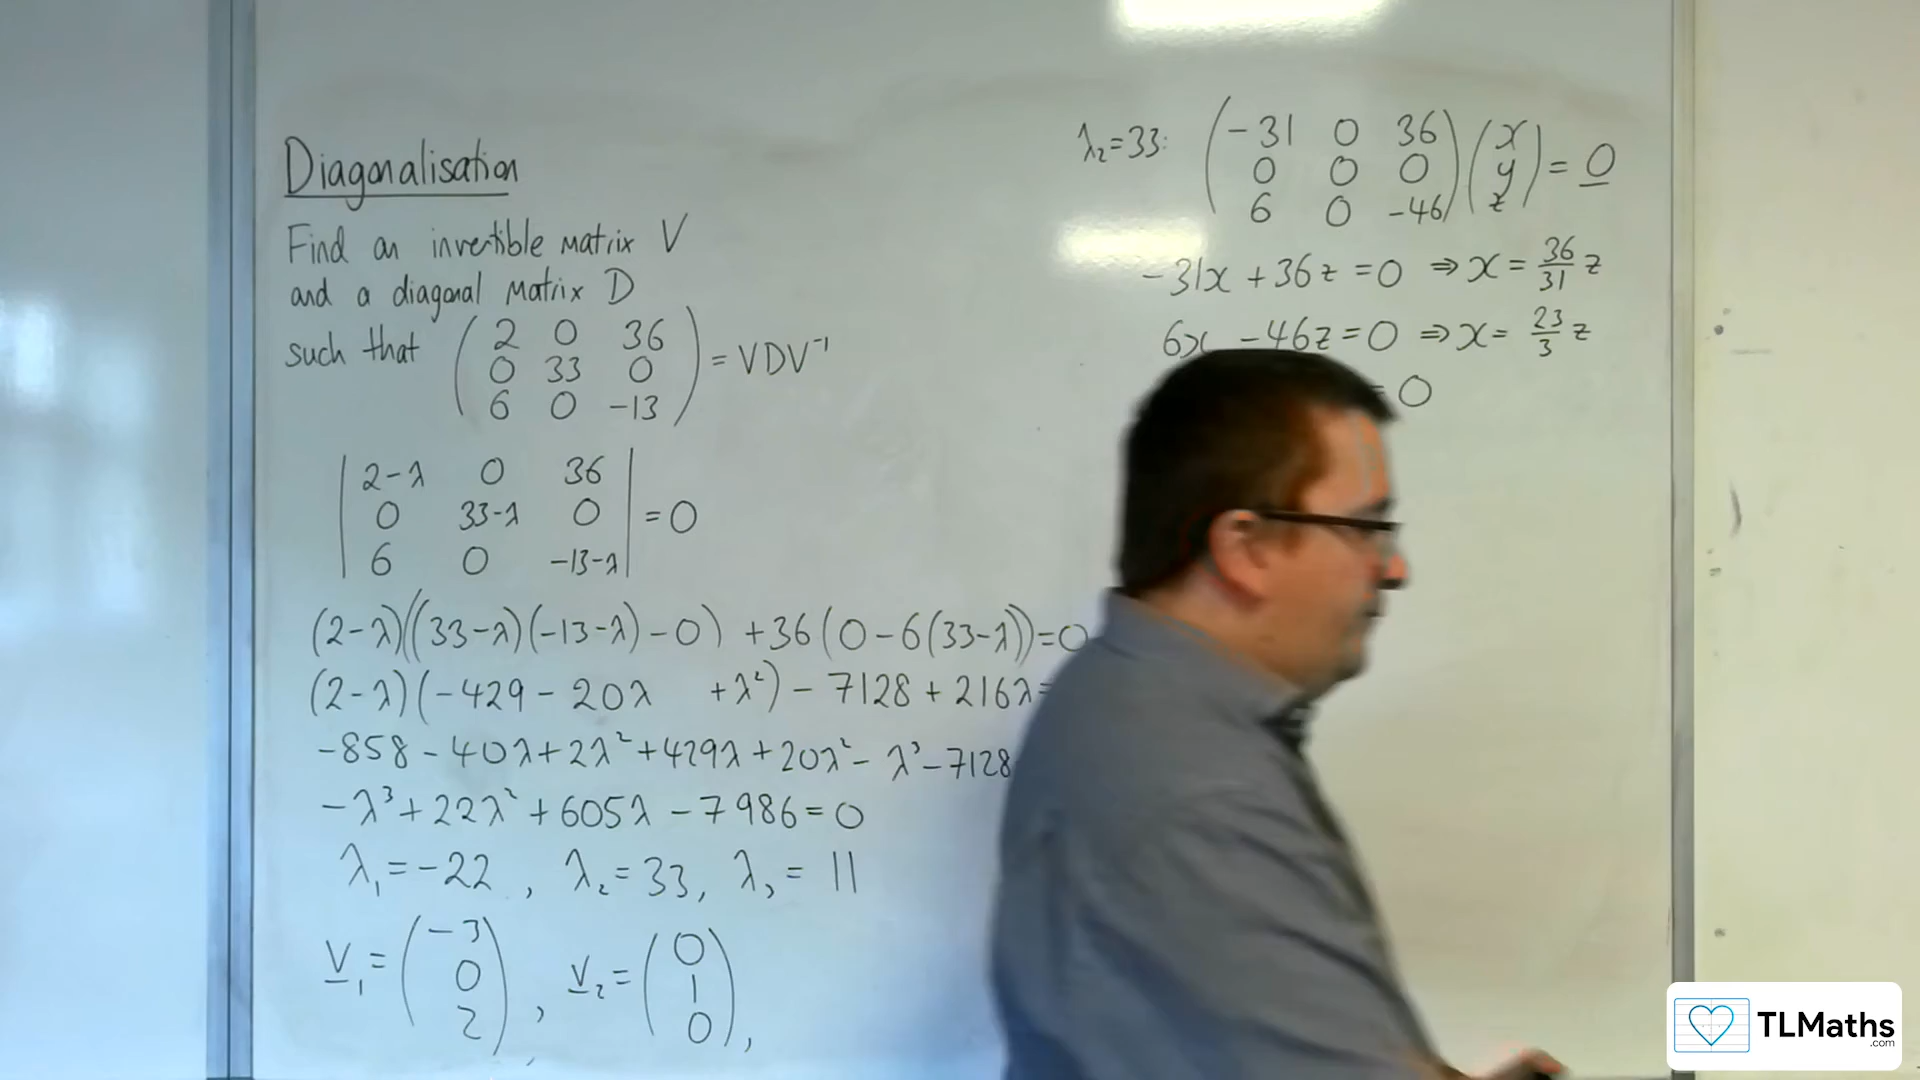 Diagonalisation
Find an invertible matrix V
and a diagonal matrix D
such that ( 2 0 36
0 33 0
6 0 -13 ) = VDV⁻¹
| 2-λ 0 36
0 33-λ 0
6 0 -13-λ | = 0
(2-λ)((33-λ)(-13-λ)-0) +36(0-6(33-λ))=0
(2-λ)(-429 - 20λ +λ²) - 7128 + 216λ=
-858 - 40λ+2λ²+429λ+20λ²- λ³-7128
-λ³+22λ²+605λ-7986=0
λ₁=-22, λ₂=33, λ₃=11
v₁= ( -3
0
2 ), v₂= ( 0
1
0 ),
λ₂=33: ( -31 0 36
0 0 0
6 0 -46 ) ( x
y
z ) = 0
-31x +36z =0 ⇒ x= 36/31 z
6x -46z=0 ⇒ x= 23/3 z
= 0
TLMaths
.com